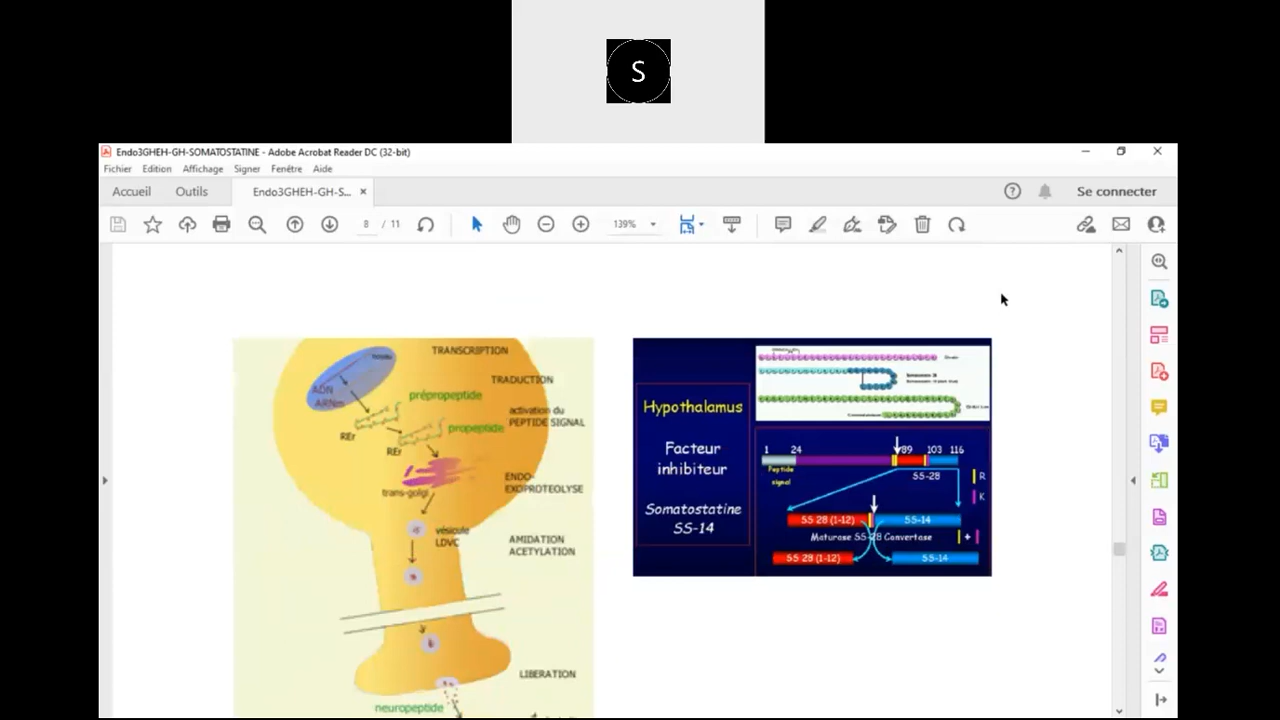 S
Endo3GHEH-GH-SOMATOSTATINE - Adobe Acrobat Reader DC (32-bit)
Fichier Edition Affichage Signer Fenêtre Aide
Accueil Outils Endo3GHEH-GH-S... × Se connecter
8 / 11 139%
TRANSCRIPTION
TRADUCTION
ADN
ARNm
prépropeptide
activation du
PEPTIDE SIGNAL
REr
propeptide
REr
trans-golgi
ENDO-
EXOPROTEOLYSE
vésicule
LDVC
AMIDATION
ACETYLATION
LIBERATION
neuropeptide
Hypothalamus
Facteur
inhibiteur
Somatostatine
SS-14
1 24 89 103 116
Peptide
signal
SS-28
R
K
SS 28 (1-12) SS-14
Maturase SS-28 Convertase +
SS 28 (1-12) SS-14